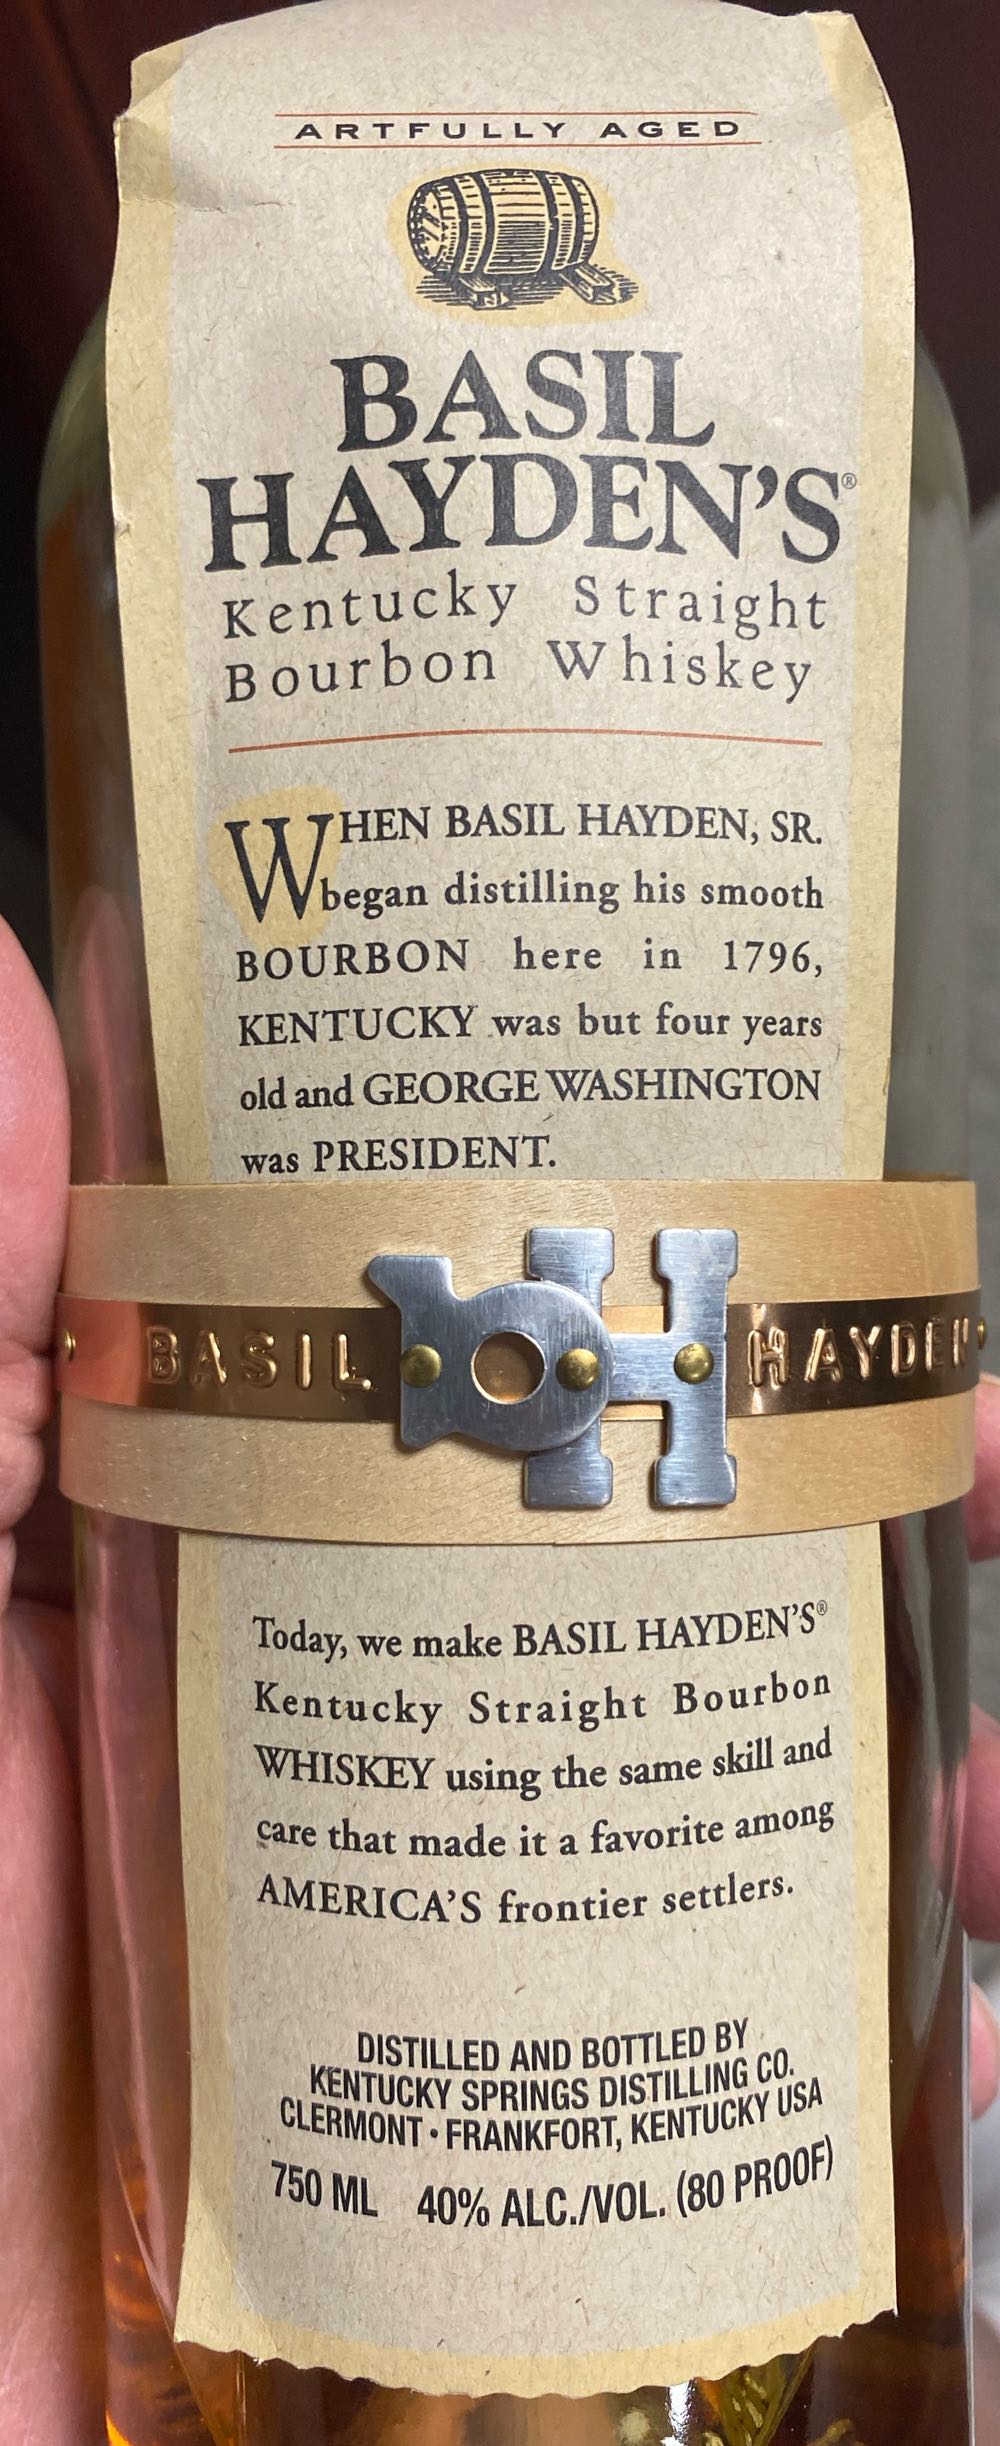 ARTFULLY AGED
BASIL
HAYDEN'S®
Kentucky Straight
Bourbon Whiskey
WHEN BASIL HAYDEN, SR.
began distilling his smooth
BOURBON here in 1796,
KENTUCKY was but four years
old and GEORGE WASHINGTON
was PRESIDENT.
BASIL BH HAYDEN
Today, we make BASIL HAYDEN'S®
Kentucky Straight Bourbon
WHISKEY using the same skill and
care that made it a favorite among
AMERICA'S frontier settlers.
DISTILLED AND BOTTLED BY
KENTUCKY SPRINGS DISTILLING CO.
CLERMONT • FRANKFORT, KENTUCKY USA
750 ML 40% ALC./VOL. (80 PROOF)